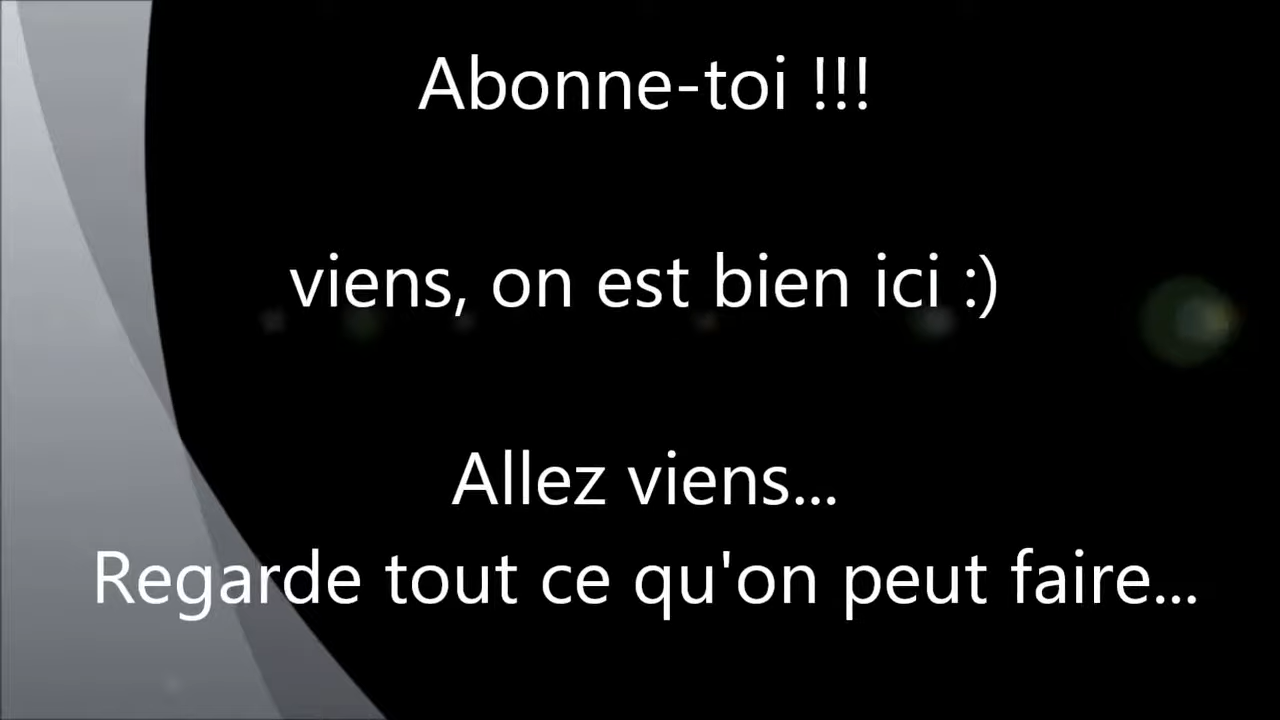 Abonne-toi !!!
viens, on est bien ici :)
Allez viens...
Regarde tout ce qu'on peut faire...